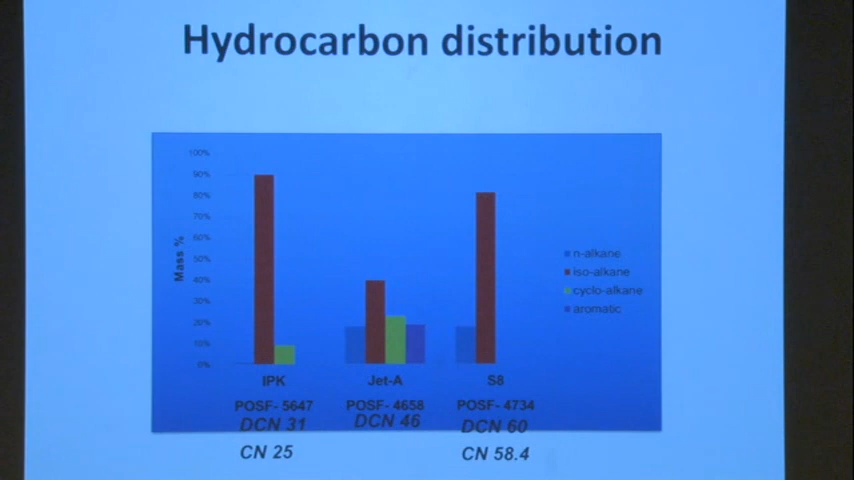 Hydrocarbon distribution
100%
90%
80%
70%
60%
50%
40%
30%
20%
10%
0%
Mass %
n-alkane
iso-alkane
cyclo-alkane
aromatic
IPK Jet-A S8
POSF- 5647 POSF- 4658 POSF- 4734
DCN 31 DCN 46 DCN 60
CN 25 CN 58.4